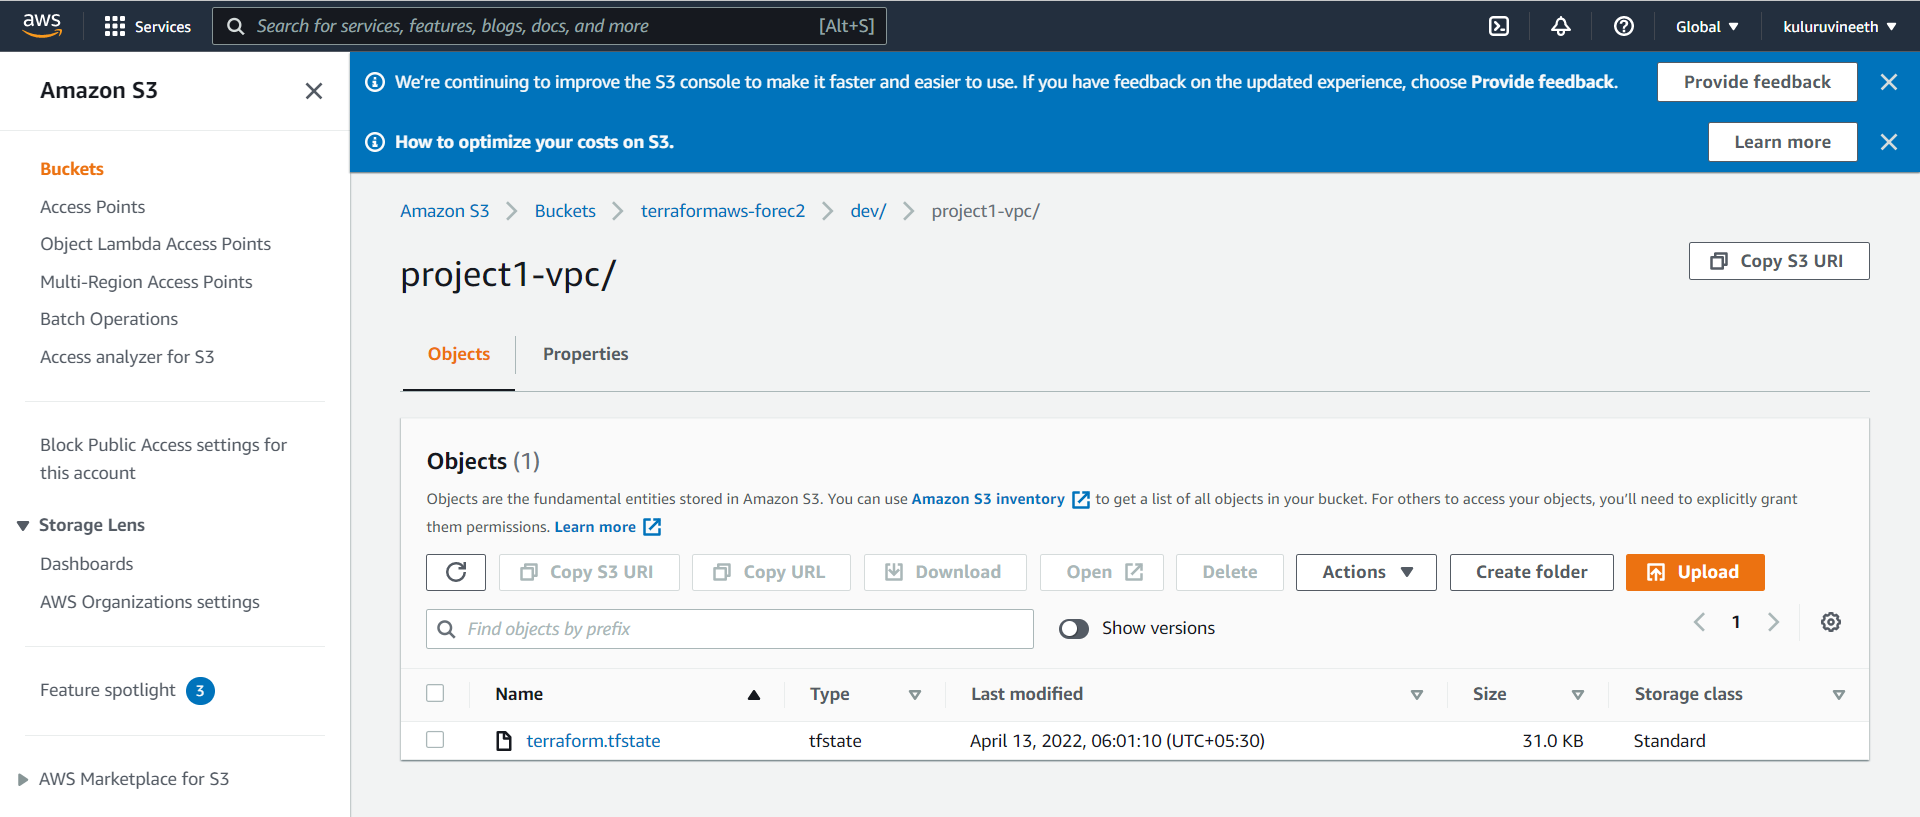 aws
Services
Search for services, features, blogs, docs, and more [Alt+S]
Global
kuluruvineeth
Amazon S3
Buckets
Access Points
Object Lambda Access Points
Multi-Region Access Points
Batch Operations
Access analyzer for S3
Block Public Access settings for
this account
Storage Lens
Dashboards
AWS Organizations settings
Feature spotlight 3
AWS Marketplace for S3
We’re continuing to improve the S3 console to make it faster and easier to use. If you have feedback on the updated experience, choose Provide feedback.
Provide feedback
How to optimize your costs on S3.
Learn more
Amazon S3 Buckets terraformaws-forec2 dev/ project1-vpc/
project1-vpc/
Copy S3 URI
Objects Properties
Objects (1)
Objects are the fundamental entities stored in Amazon S3. You can use Amazon S3 inventory to get a list of all objects in your bucket. For others to access your objects, you’ll need to explicitly grant
them permissions. Learn more
Copy S3 URI Copy URL Download Open Delete Actions Create folder Upload
Find objects by prefix
Show versions
1
Name Type Last modified Size Storage class
terraform.tfstate tfstate April 13, 2022, 06:01:10 (UTC+05:30) 31.0 KB Standard